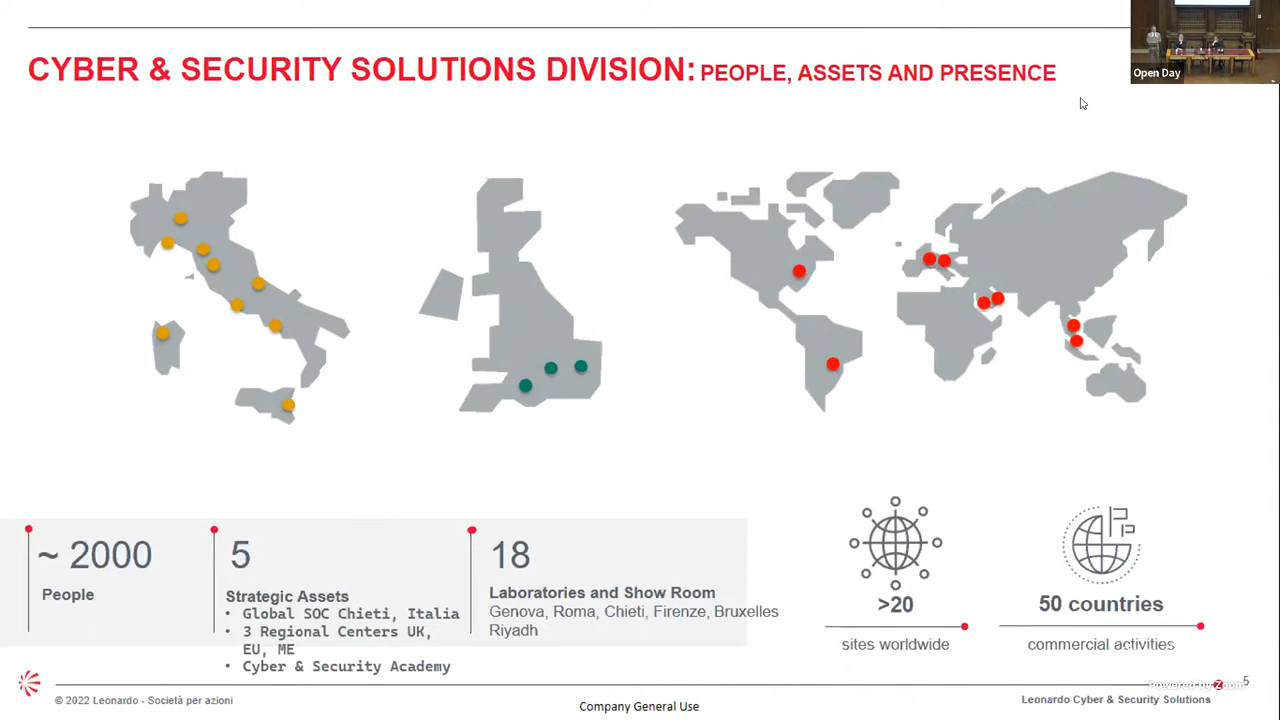 CYBER & SECURITY SOLUTIONS DIVISION: PEOPLE, ASSETS AND PRESENCE
Open Day
~ 2000
People
5
Strategic Assets
• Global SOC Chieti, Italia
• 3 Regional Centers UK,
EU, ME
• Cyber & Security Academy
18
Laboratories and Show Room
Genova, Roma, Chieti, Firenze, Bruxelles
Riyadh
>20
sites worldwide
50 countries
commercial activities
Powered by Zoom
5
© 2022 Leonardo - Società per azioni
Company General Use
Leonardo Cyber & Security Solutions